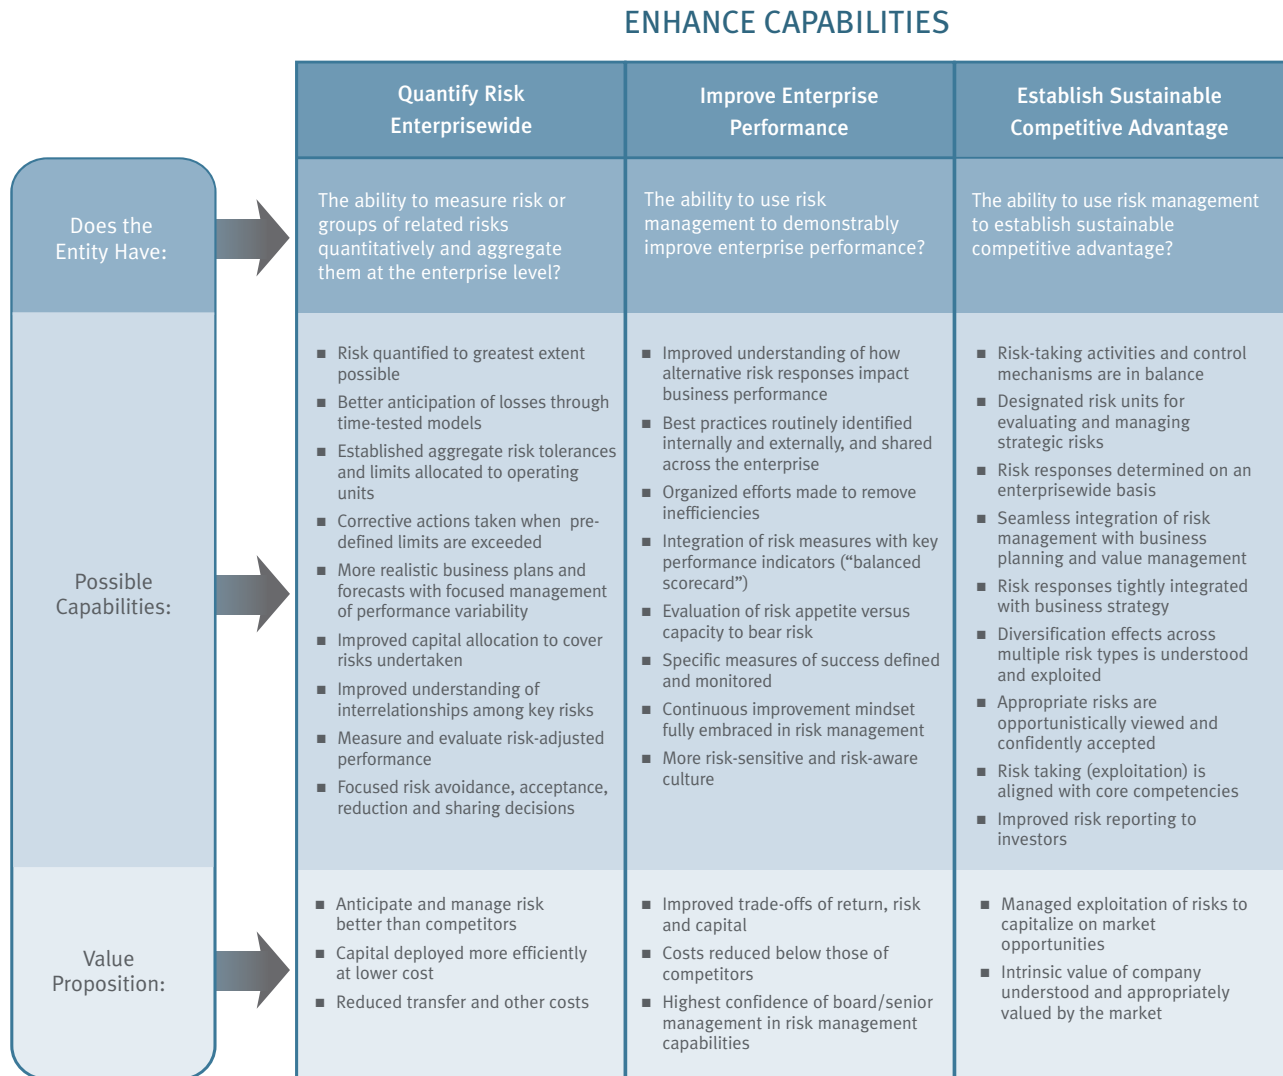 ENHANCE CAPABILITIES
Quantify Risk
Enterprisewide
Improve Enterprise
Performance
Establish Sustainable
Competitive Advantage
Does the
Entity Have:
The ability to measure risk or
groups of related risks
quantitatively and aggregate
them at the enterprise level?
The ability to use risk
management to demonstrably
improve enterprise performance?
The ability to use risk management
to establish sustainable
competitive advantage?
Possible
Capabilities:
■ Risk quantified to greatest extent
possible
■ Better anticipation of losses through
time-tested models
■ Established aggregate risk tolerances
and limits allocated to operating
units
■ Corrective actions taken when pre-
defined limits are exceeded
■ More realistic business plans and
forecasts with focused management
of performance variability
■ Improved capital allocation to cover
risks undertaken
■ Improved understanding of
interrelationships among key risks
■ Measure and evaluate risk-adjusted
performance
■ Focused risk avoidance, acceptance,
reduction and sharing decisions
■ Improved understanding of how
alternative risk responses impact
business performance
■ Best practices routinely identified
internally and externally, and shared
across the enterprise
■ Organized efforts made to remove
inefficiencies
■ Integration of risk measures with key
performance indicators (“balanced
scorecard”)
■ Evaluation of risk appetite versus
capacity to bear risk
■ Specific measures of success defined
and monitored
■ Continuous improvement mindset
fully embraced in risk management
■ More risk-sensitive and risk-aware
culture
■ Risk-taking activities and control
mechanisms are in balance
■ Designated risk units for
evaluating and managing
strategic risks
■ Risk responses determined on an
enterprisewide basis
■ Seamless integration of risk
management with business
planning and value management
■ Risk responses tightly integrated
with business strategy
■ Diversification effects across
multiple risk types is understood
and exploited
■ Appropriate risks are
opportunistically viewed and
confidently accepted
■ Risk taking (exploitation) is
aligned with core competencies
■ Improved risk reporting to
investors
Value
Proposition:
■ Anticipate and manage risk
better than competitors
■ Capital deployed more efficiently
at lower cost
■ Reduced transfer and other costs
■ Improved trade-offs of return, risk
and capital
■ Costs reduced below those of
competitors
■ Highest confidence of board/senior
management in risk management
capabilities
■ Managed exploitation of risks to
capitalize on market
opportunities
■ Intrinsic value of company
understood and appropriately
valued by the market